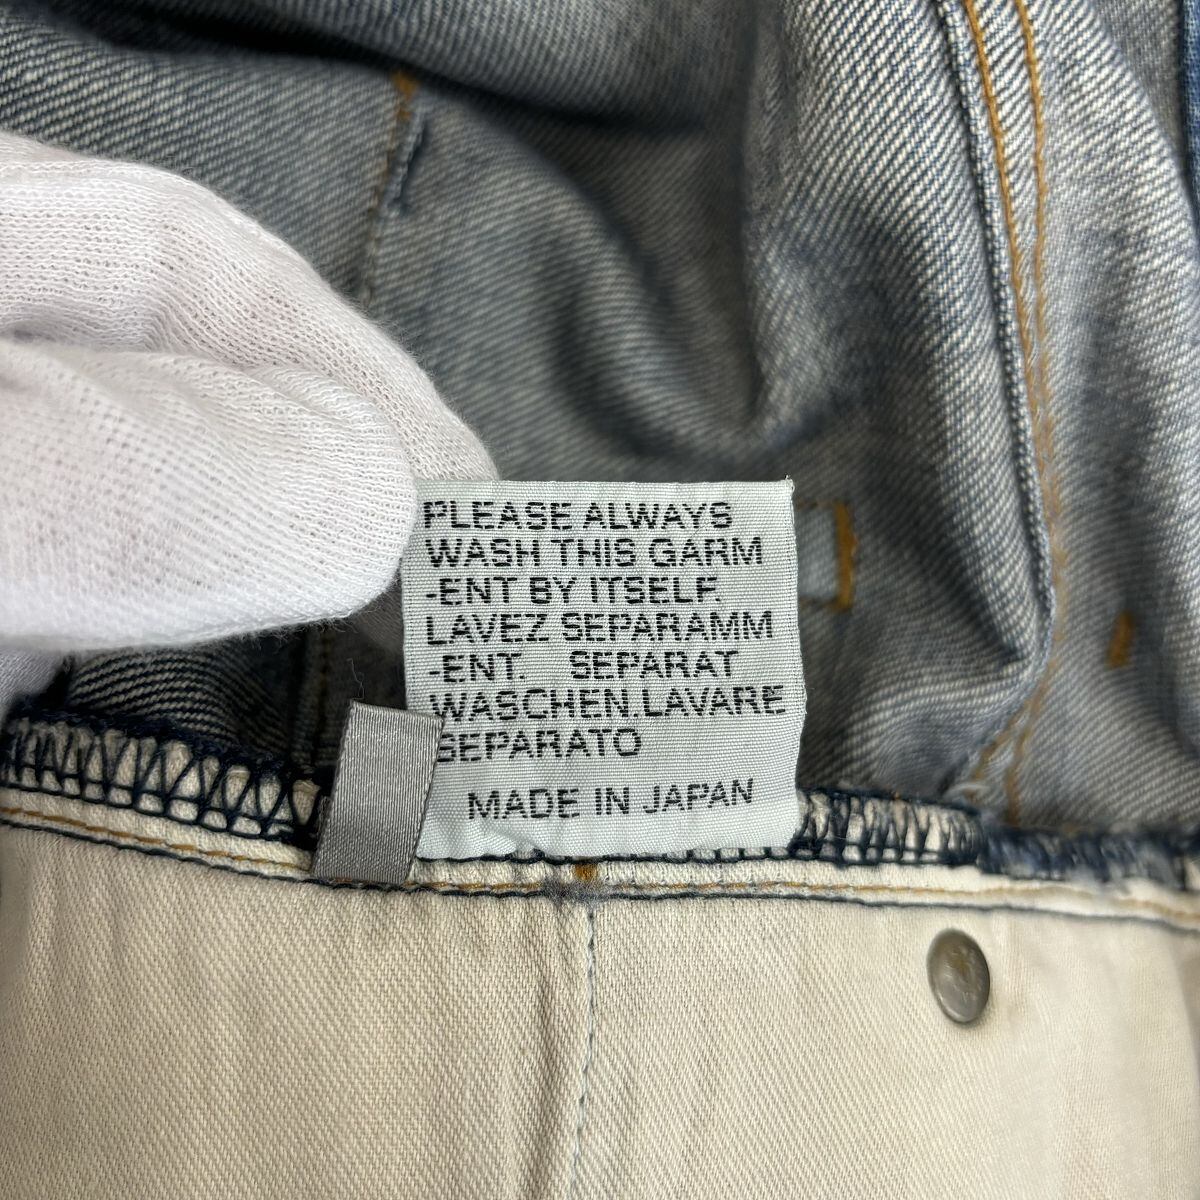 PLEASE ALWAYS
WASH THIS GARM
-ENT BY ITSELF.
LAVEZ SEPARAMM
-ENT. SEPARAT
WASCHEN.LAVARE
SEPARATO
MADE IN JAPAN